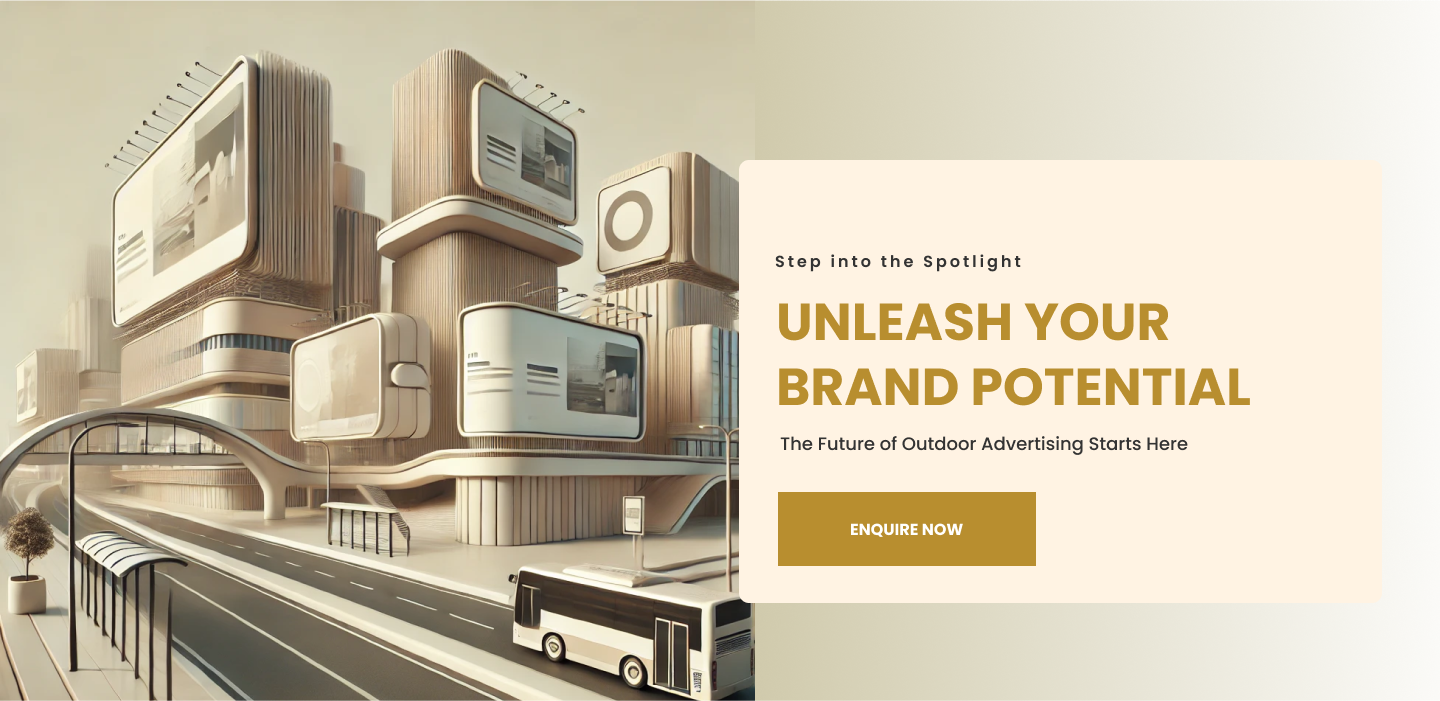 Step into the Spotlight
UNLEASH YOUR
BRAND POTENTIAL
The Future of Outdoor Advertising Starts Here
ENQUIRE NOW